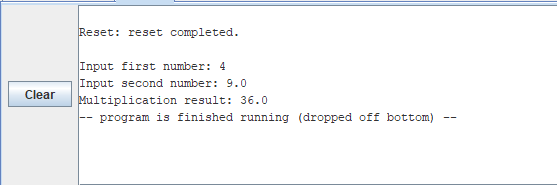 Reset: reset completed.
Input first number: 4
Input second number: 9.0
Clear
Multiplication result: 36.0
-- program is finished running (dropped off bottom) --